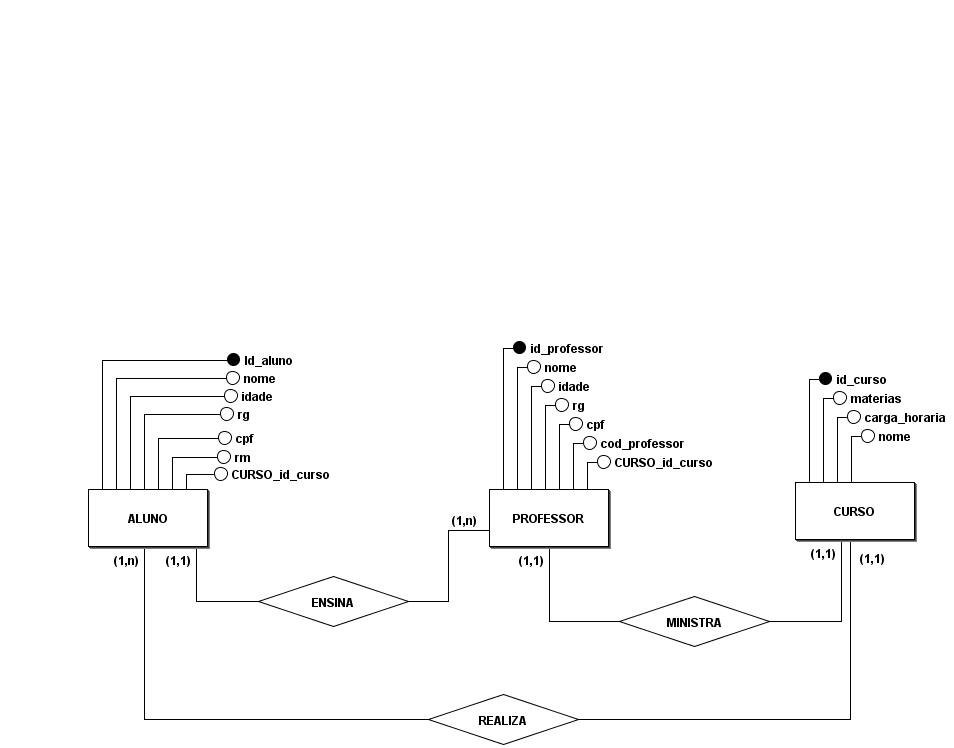 Id_aluno
nome
idade
rg
cpf
rm
CURSO_id_curso
ALUNO
(1,n)
(1,1)
ENSINA
id_professor
nome
idade
rg
cpf
cod_professor
CURSO_id_curso
PROFESSOR
(1,n)
(1,1)
MINISTRA
id_curso
materias
carga_horaria
nome
CURSO
(1,1)
(1,1)
REALIZA